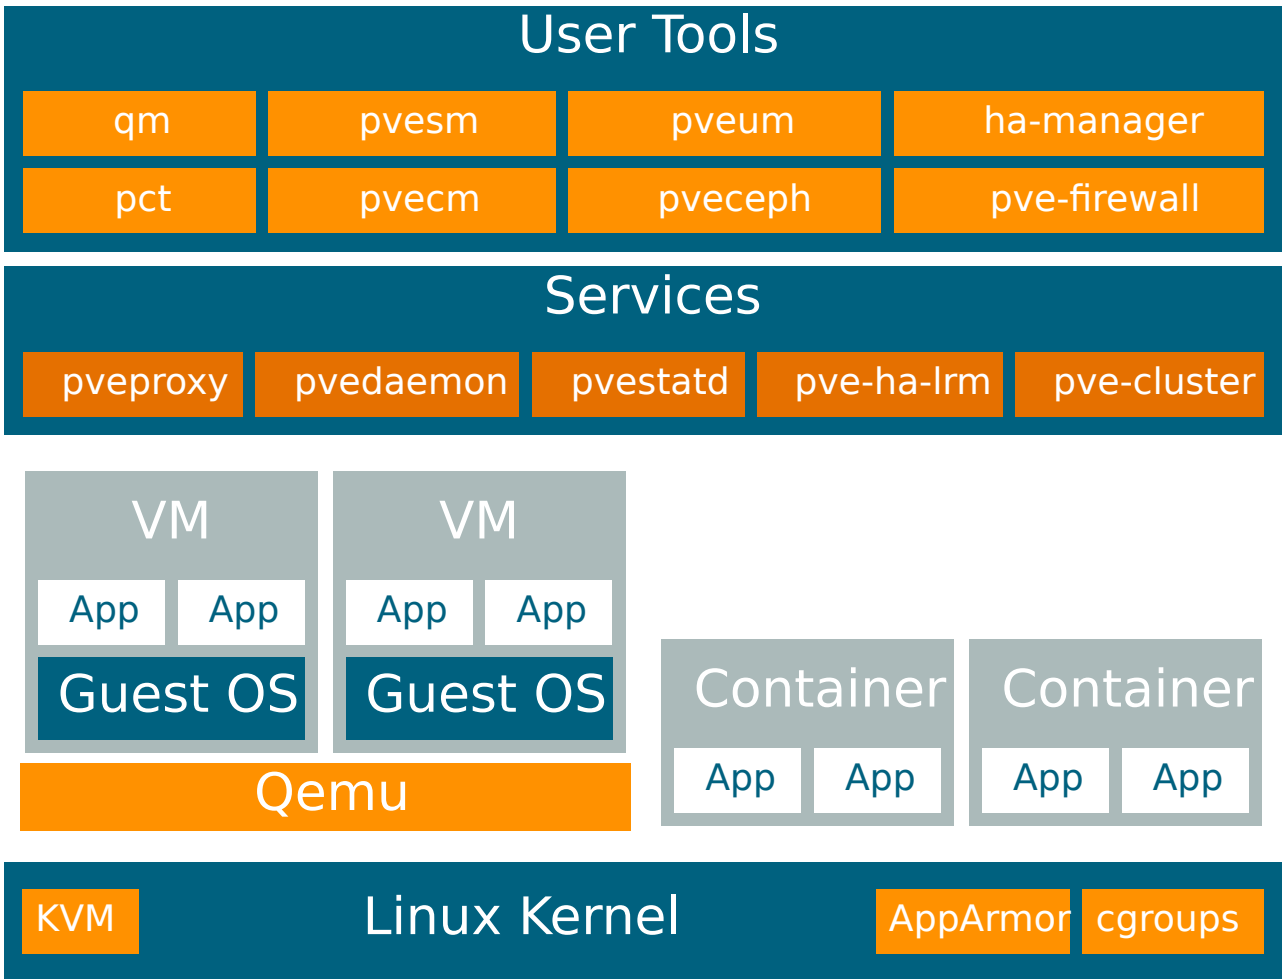 User Tools
qm pvesm pveum ha-manager
pct pvecm pveceph pve-firewall
Services
pveproxy pvedaemon pvestatd pve-ha-lrm pve-cluster
VM VM
App App App App
Guest OS Guest OS
Container Container
App App App App
Qemu
KVM Linux Kernel AppArmor cgroups